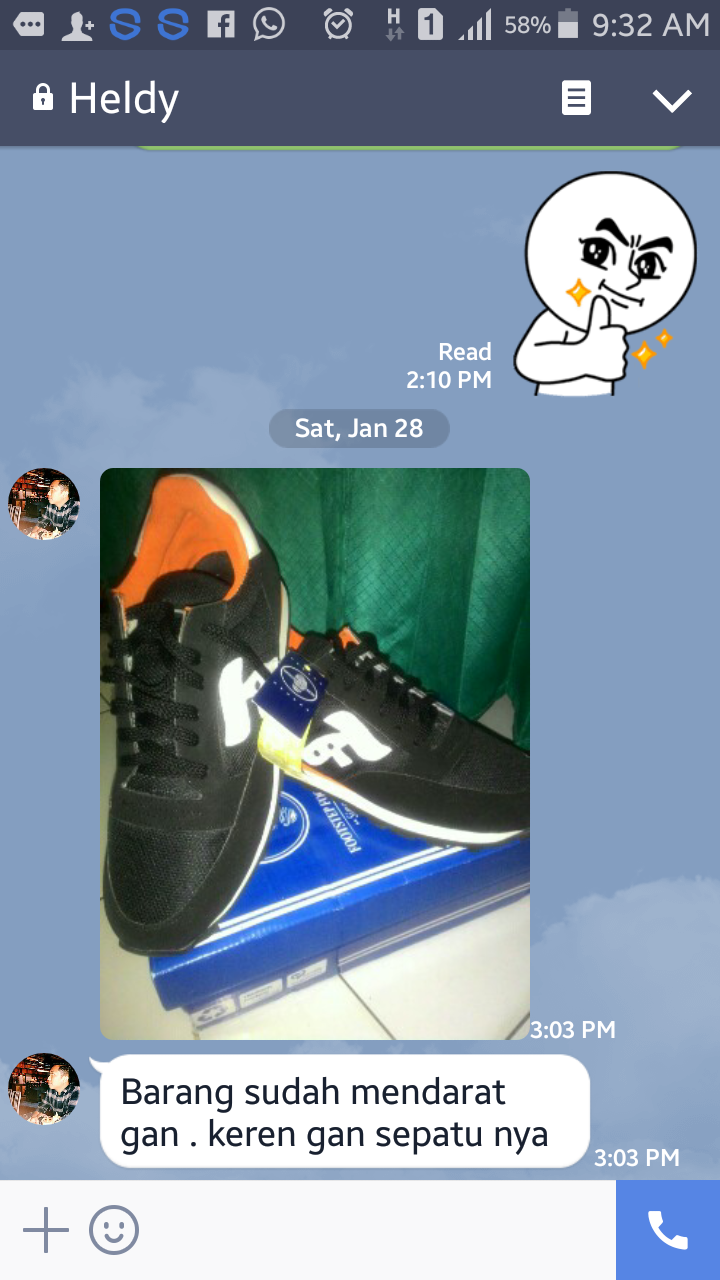 58% 9:32 AM
H
1
Heldy
Read
2:10 PM
Sat, Jan 28
FOOTSTEP FOO
3:03 PM
Barang sudah mendarat
gan . keren gan sepatu nya
3:03 PM